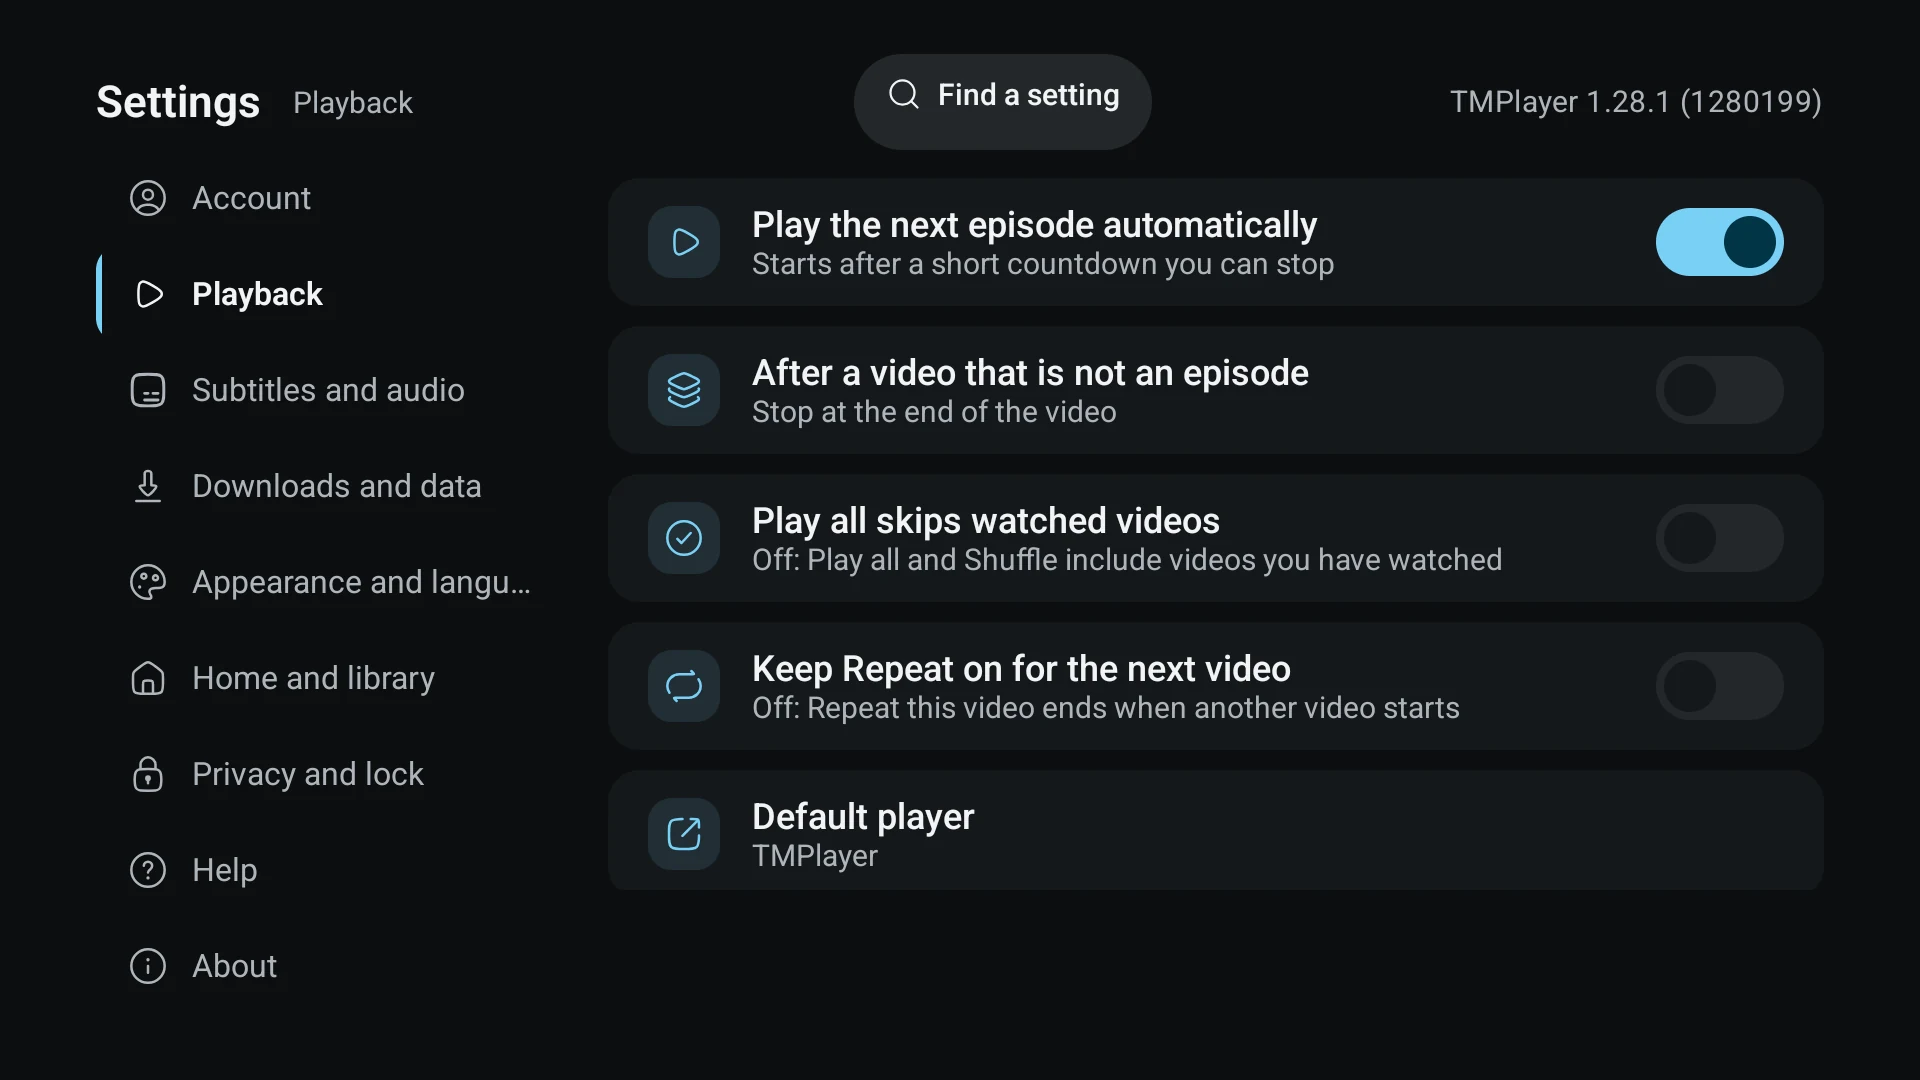 Settings
Playback
Find a setting
TMPlayer 1.28.1 (1280199)
Account
Playback
Subtitles and audio
Downloads and data
Appearance and langu...
Home and library
Privacy and lock
Help
About
Play the next episode automatically
Starts after a short countdown you can stop
After a video that is not an episode
Stop at the end of the video
Play all skips watched videos
Off: Play all and Shuffle include videos you have watched
Keep Repeat on for the next video
Off: Repeat this video ends when another video starts
Default player
TMPlayer